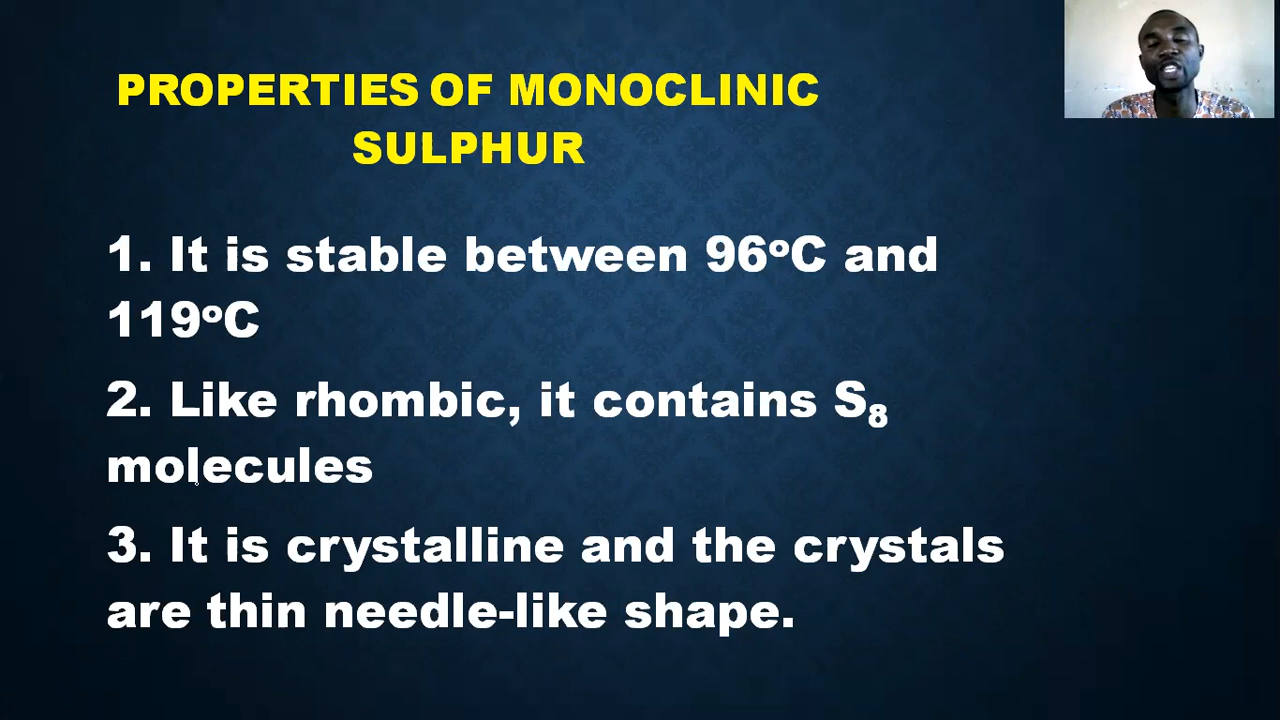 PROPERTIES OF MONOCLINIC
SULPHUR
1. It is stable between 96ᵒC and
119ᵒC
2. Like rhombic, it contains S₈
molecules
3. It is crystalline and the crystals
are thin needle-like shape.